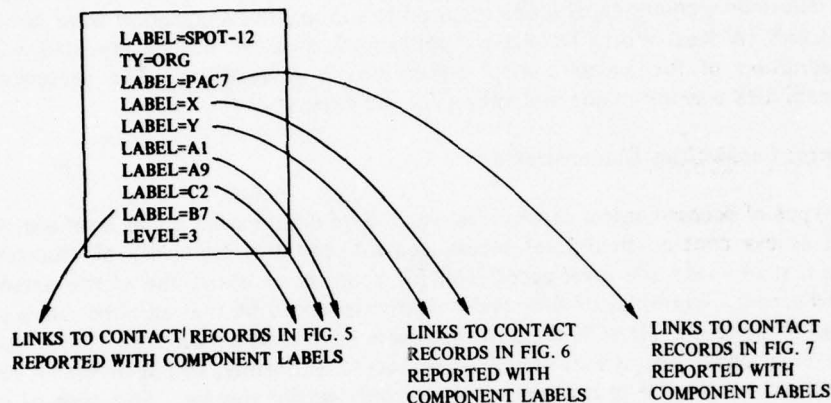 LABEL=SPOT-12
TY=ORG
LABEL=PAC7
LABEL=X
LABEL=Y
LABEL=A1
LABEL=A9
LABEL=C2
LABEL=B7
LEVEL=3
LINKS TO CONTACT RECORDS IN FIG. 5
REPORTED WITH COMPONENT LABELS
LINKS TO CONTACT
RECORDS IN FIG. 6
REPORTED WITH
COMPONENT LABELS
LINKS TO CONTACT
RECORDS IN FIG. 7
REPORTED WITH
COMPONENT LABELS